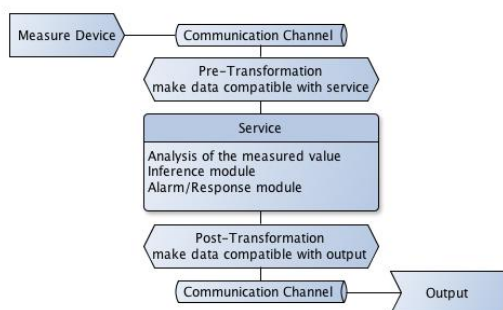 Measure Device
Communication Channel
Pre-Transformation
make data compatible with service
Service
Analysis of the measured value
Inference module
Alarm/Response module
Post-Transformation
make data compatible with output
Communication Channel
Output